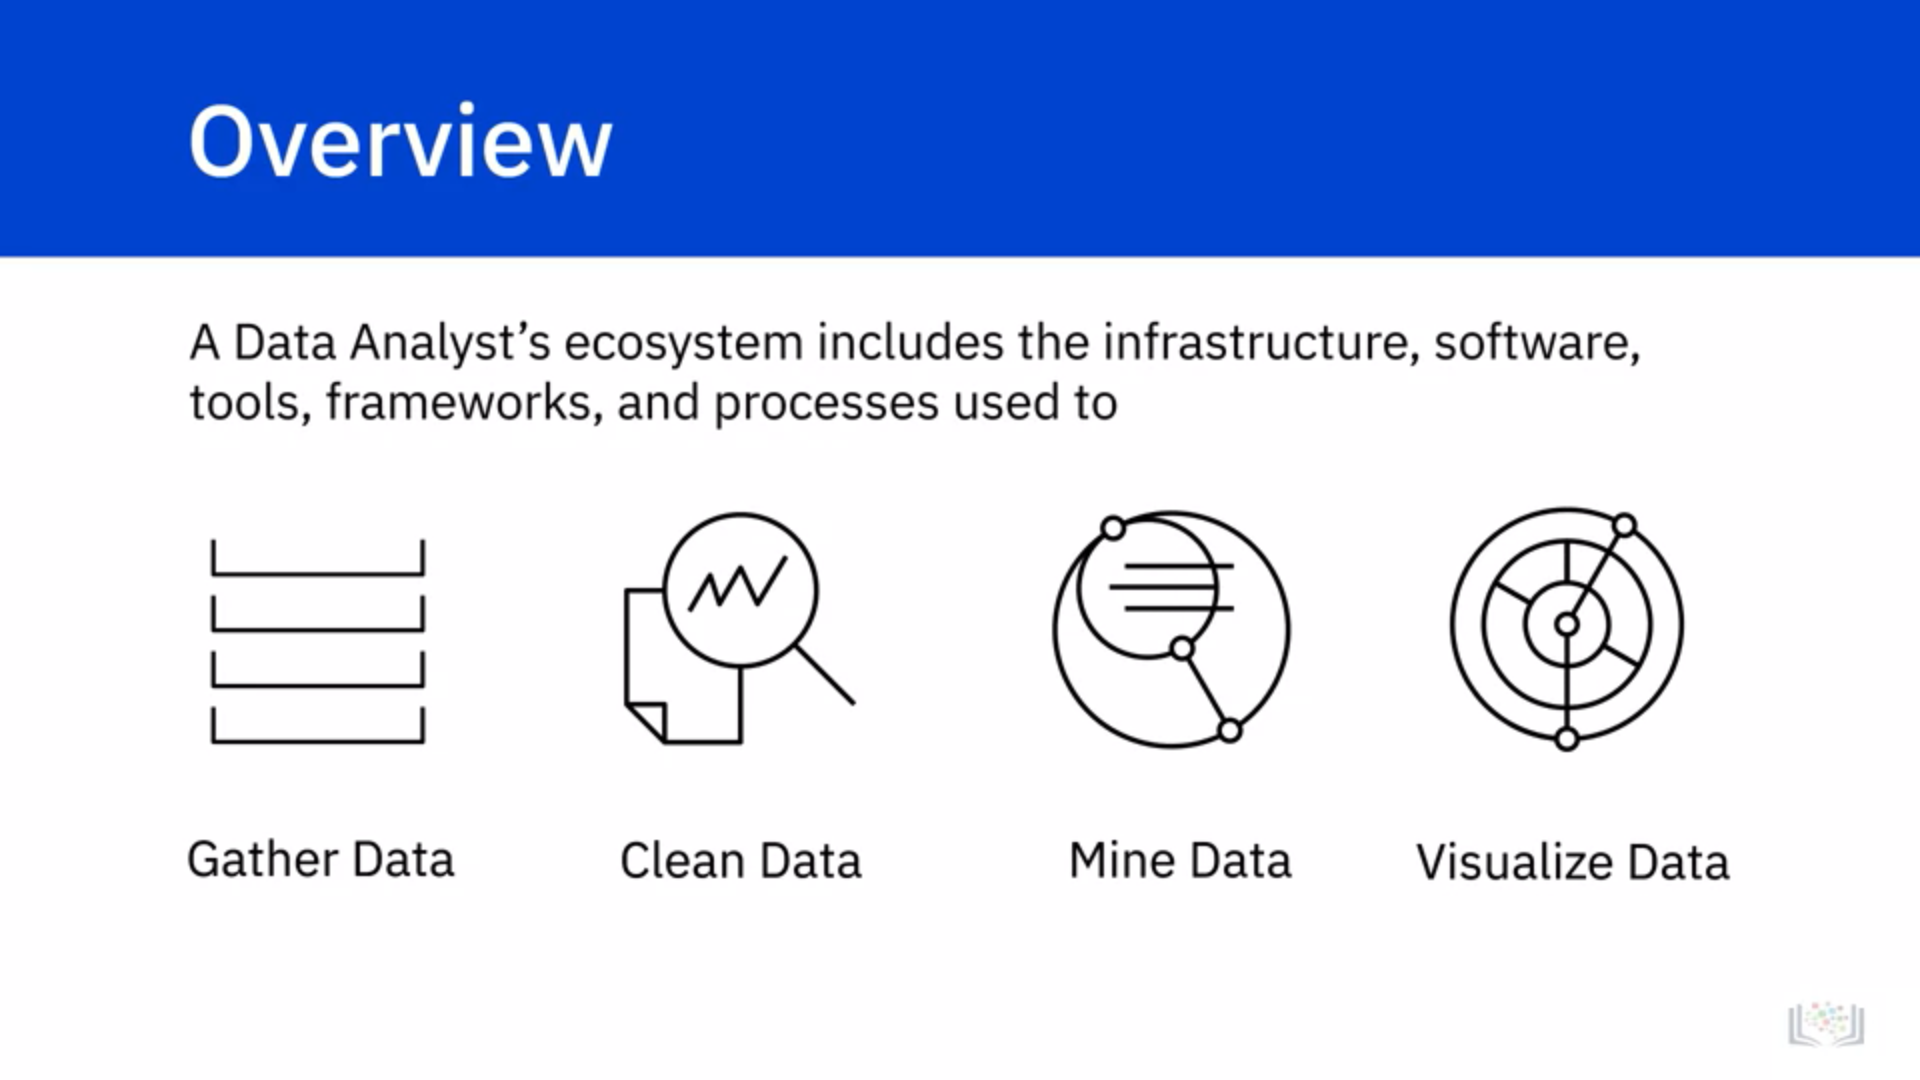 Overview
A Data Analyst’s ecosystem includes the infrastructure, software,
tools, frameworks, and processes used to
Gather Data
Clean Data
Mine Data
Visualize Data